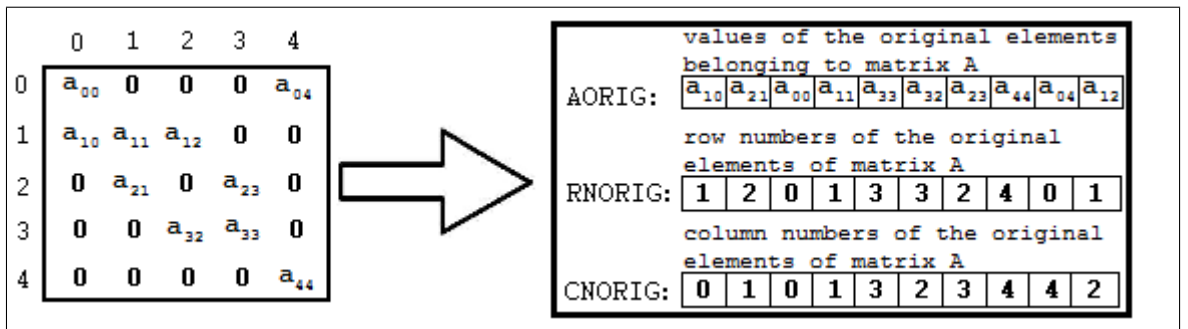 0 1 2 3 4
0 a₀₀ 0 0 0 a₀₄
1 a₁₀ a₁₁ a₁₂ 0 0
2 0 a₂₁ 0 a₂₃ 0
3 0 0 a₃₂ a₃₃ 0
4 0 0 0 0 a₄₄
values of the original elements
belonging to matrix A
AORIG: a₁₀ a₂₁ a₀₀ a₁₁ a₃₃ a₃₂ a₂₃ a₄₄ a₀₄ a₁₂
row numbers of the original
elements of matrix A
RNORIG: 1 2 0 1 3 3 2 4 0 1
column numbers of the original
elements of matrix A
CNORIG: 0 1 0 1 3 2 3 4 4 2